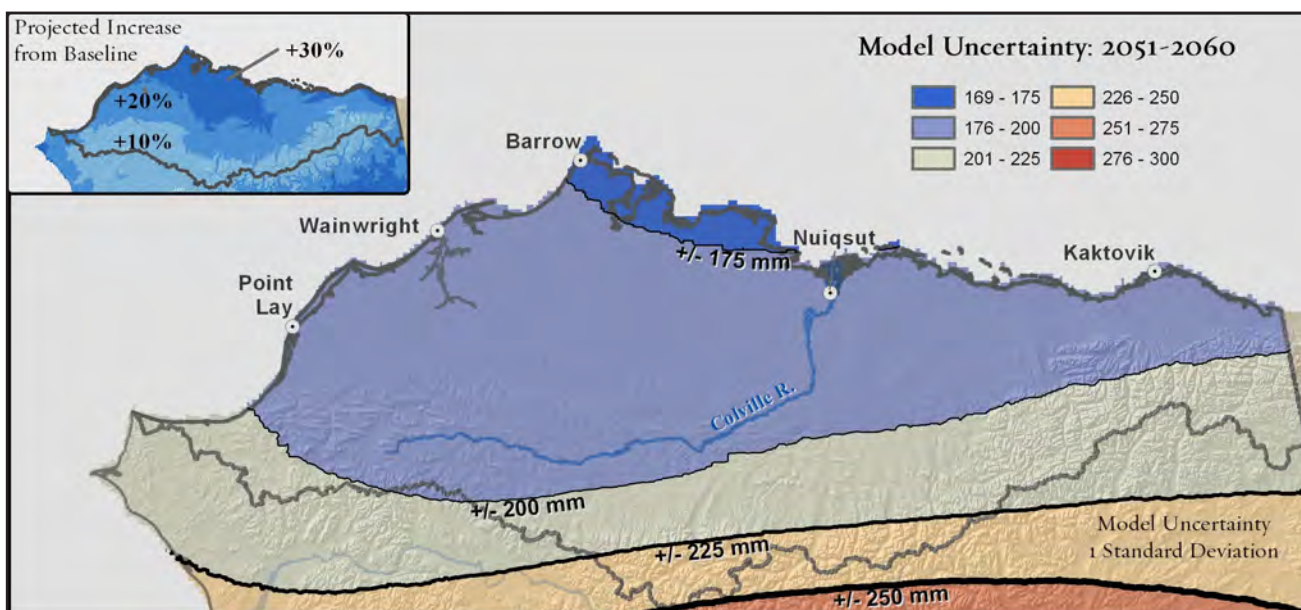 Projected Increase
from Baseline
+30%
+20%
+10%
Model Uncertainty: 2051-2060
169 - 175
176 - 200
201 - 225
226 - 250
251 - 275
276 - 300
Barrow
Wainwright
Point
Lay
Nuiqsut
Kaktovik
+/- 175 mm
Colville R.
+/- 200 mm
+/- 225 mm
+/- 250 mm
Model Uncertainty
1 Standard Deviation